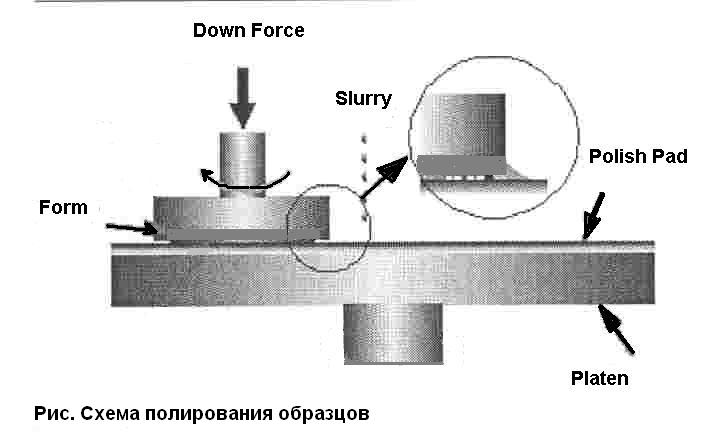 Down Force
Slurry
Polish Pad
Form
Platen
Рис. Схема полирования образцов